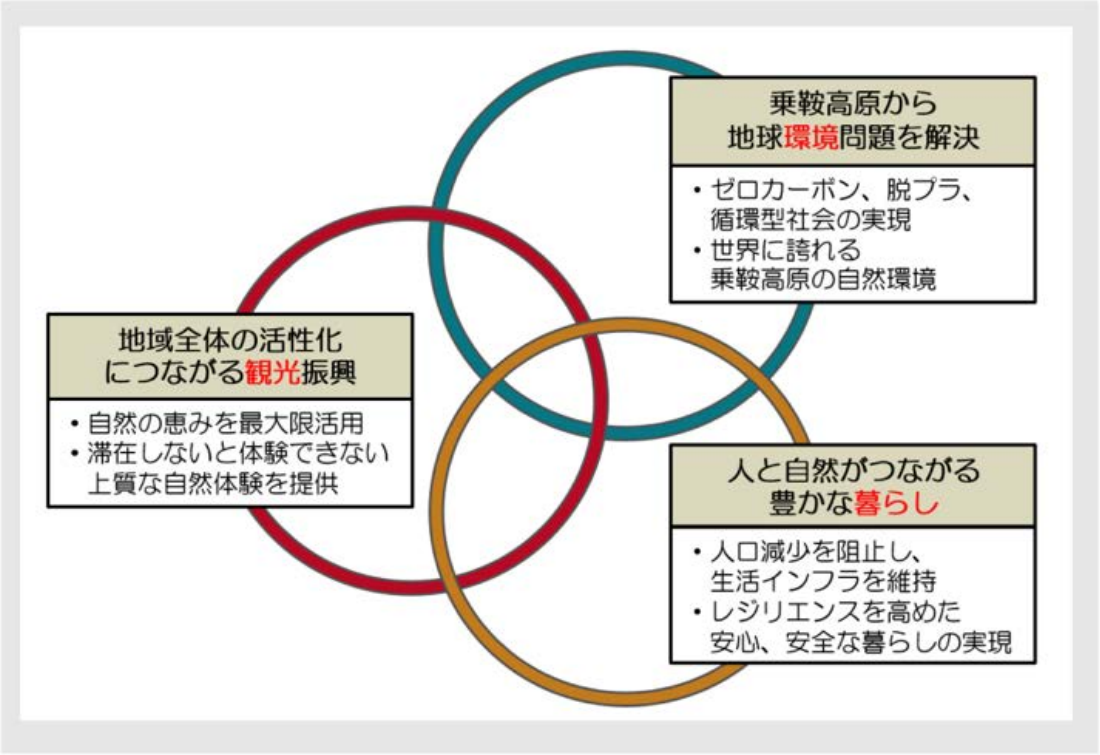 乗鞍高原から
地球環境問題を解決
・ゼロカーボン、脱プラ、
循環型社会の実現
・世界に誇れる
乗鞍高原の自然環境
地域全体の活性化
につながる観光振興
・自然の恵みを最大限活用
・滞在しないと体験できない
上質な自然体験を提供
人と自然がつながる
豊かな暮らし
・人口減少を阻止し、
生活インフラを維持
・レジリエンスを高めた
安心、安全な暮らしの実現